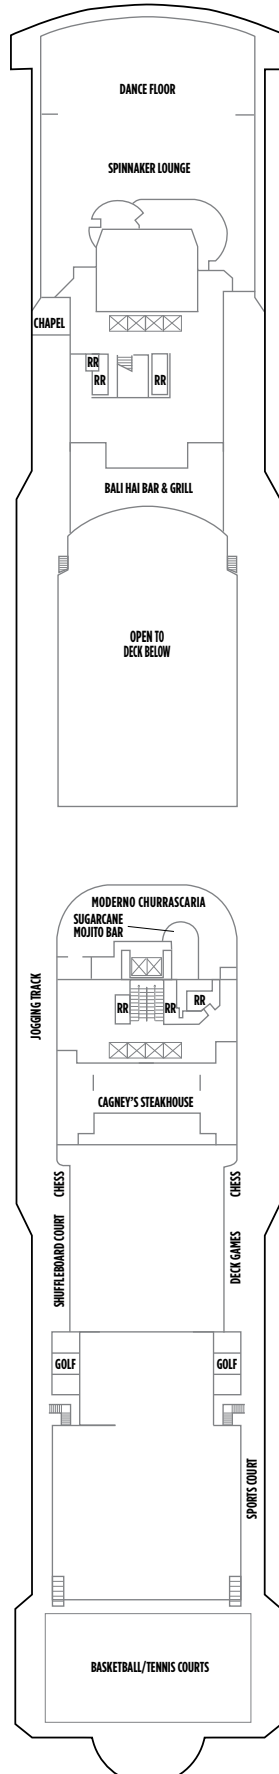 DANCE FLOOR
SPINNAKER LOUNGE
CHAPEL
RR
RR
RR
BALI HAI BAR & GRILL
OPEN TO
DECK BELOW
MODERNO CHURRASCARIA
SUGARCANE
MOJITO BAR
JOGGING TRACK
RR
RR
RR
CAGNEY'S STEAKHOUSE
CHESS
CHESS
SHUFFLEBOARD COURT
DECK GAMES
GOLF
GOLF
SPORTS COURT
BASKETBALL/TENNIS COURTS